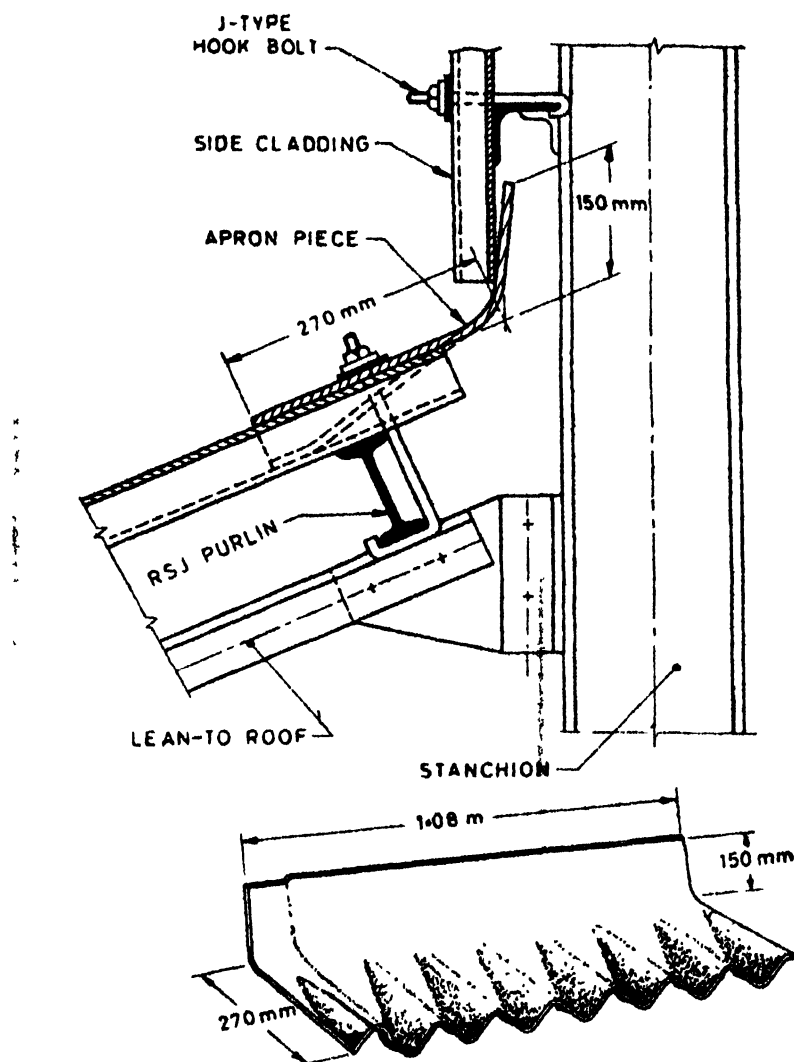 J-TYPE
HOOK BOLT
SIDE CLADDING
150 mm
APRON PIECE
270 mm
RSJ PURLIN
LEAN-TO ROOF
STANCHION
1·08 m
150 mm
270 mm